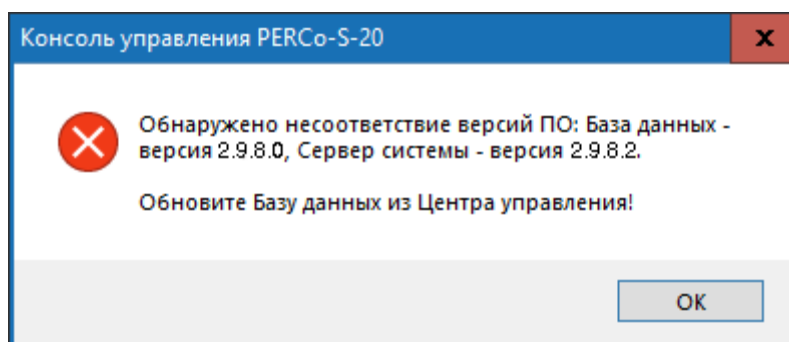 Консоль управления PERCo-S-20
Обнаружено несоответствие версий ПО: База данных -
версия 2.9.8.0, Сервер системы - версия 2.9.8.2.
Обновите Базу данных из Центра управления!
ОК